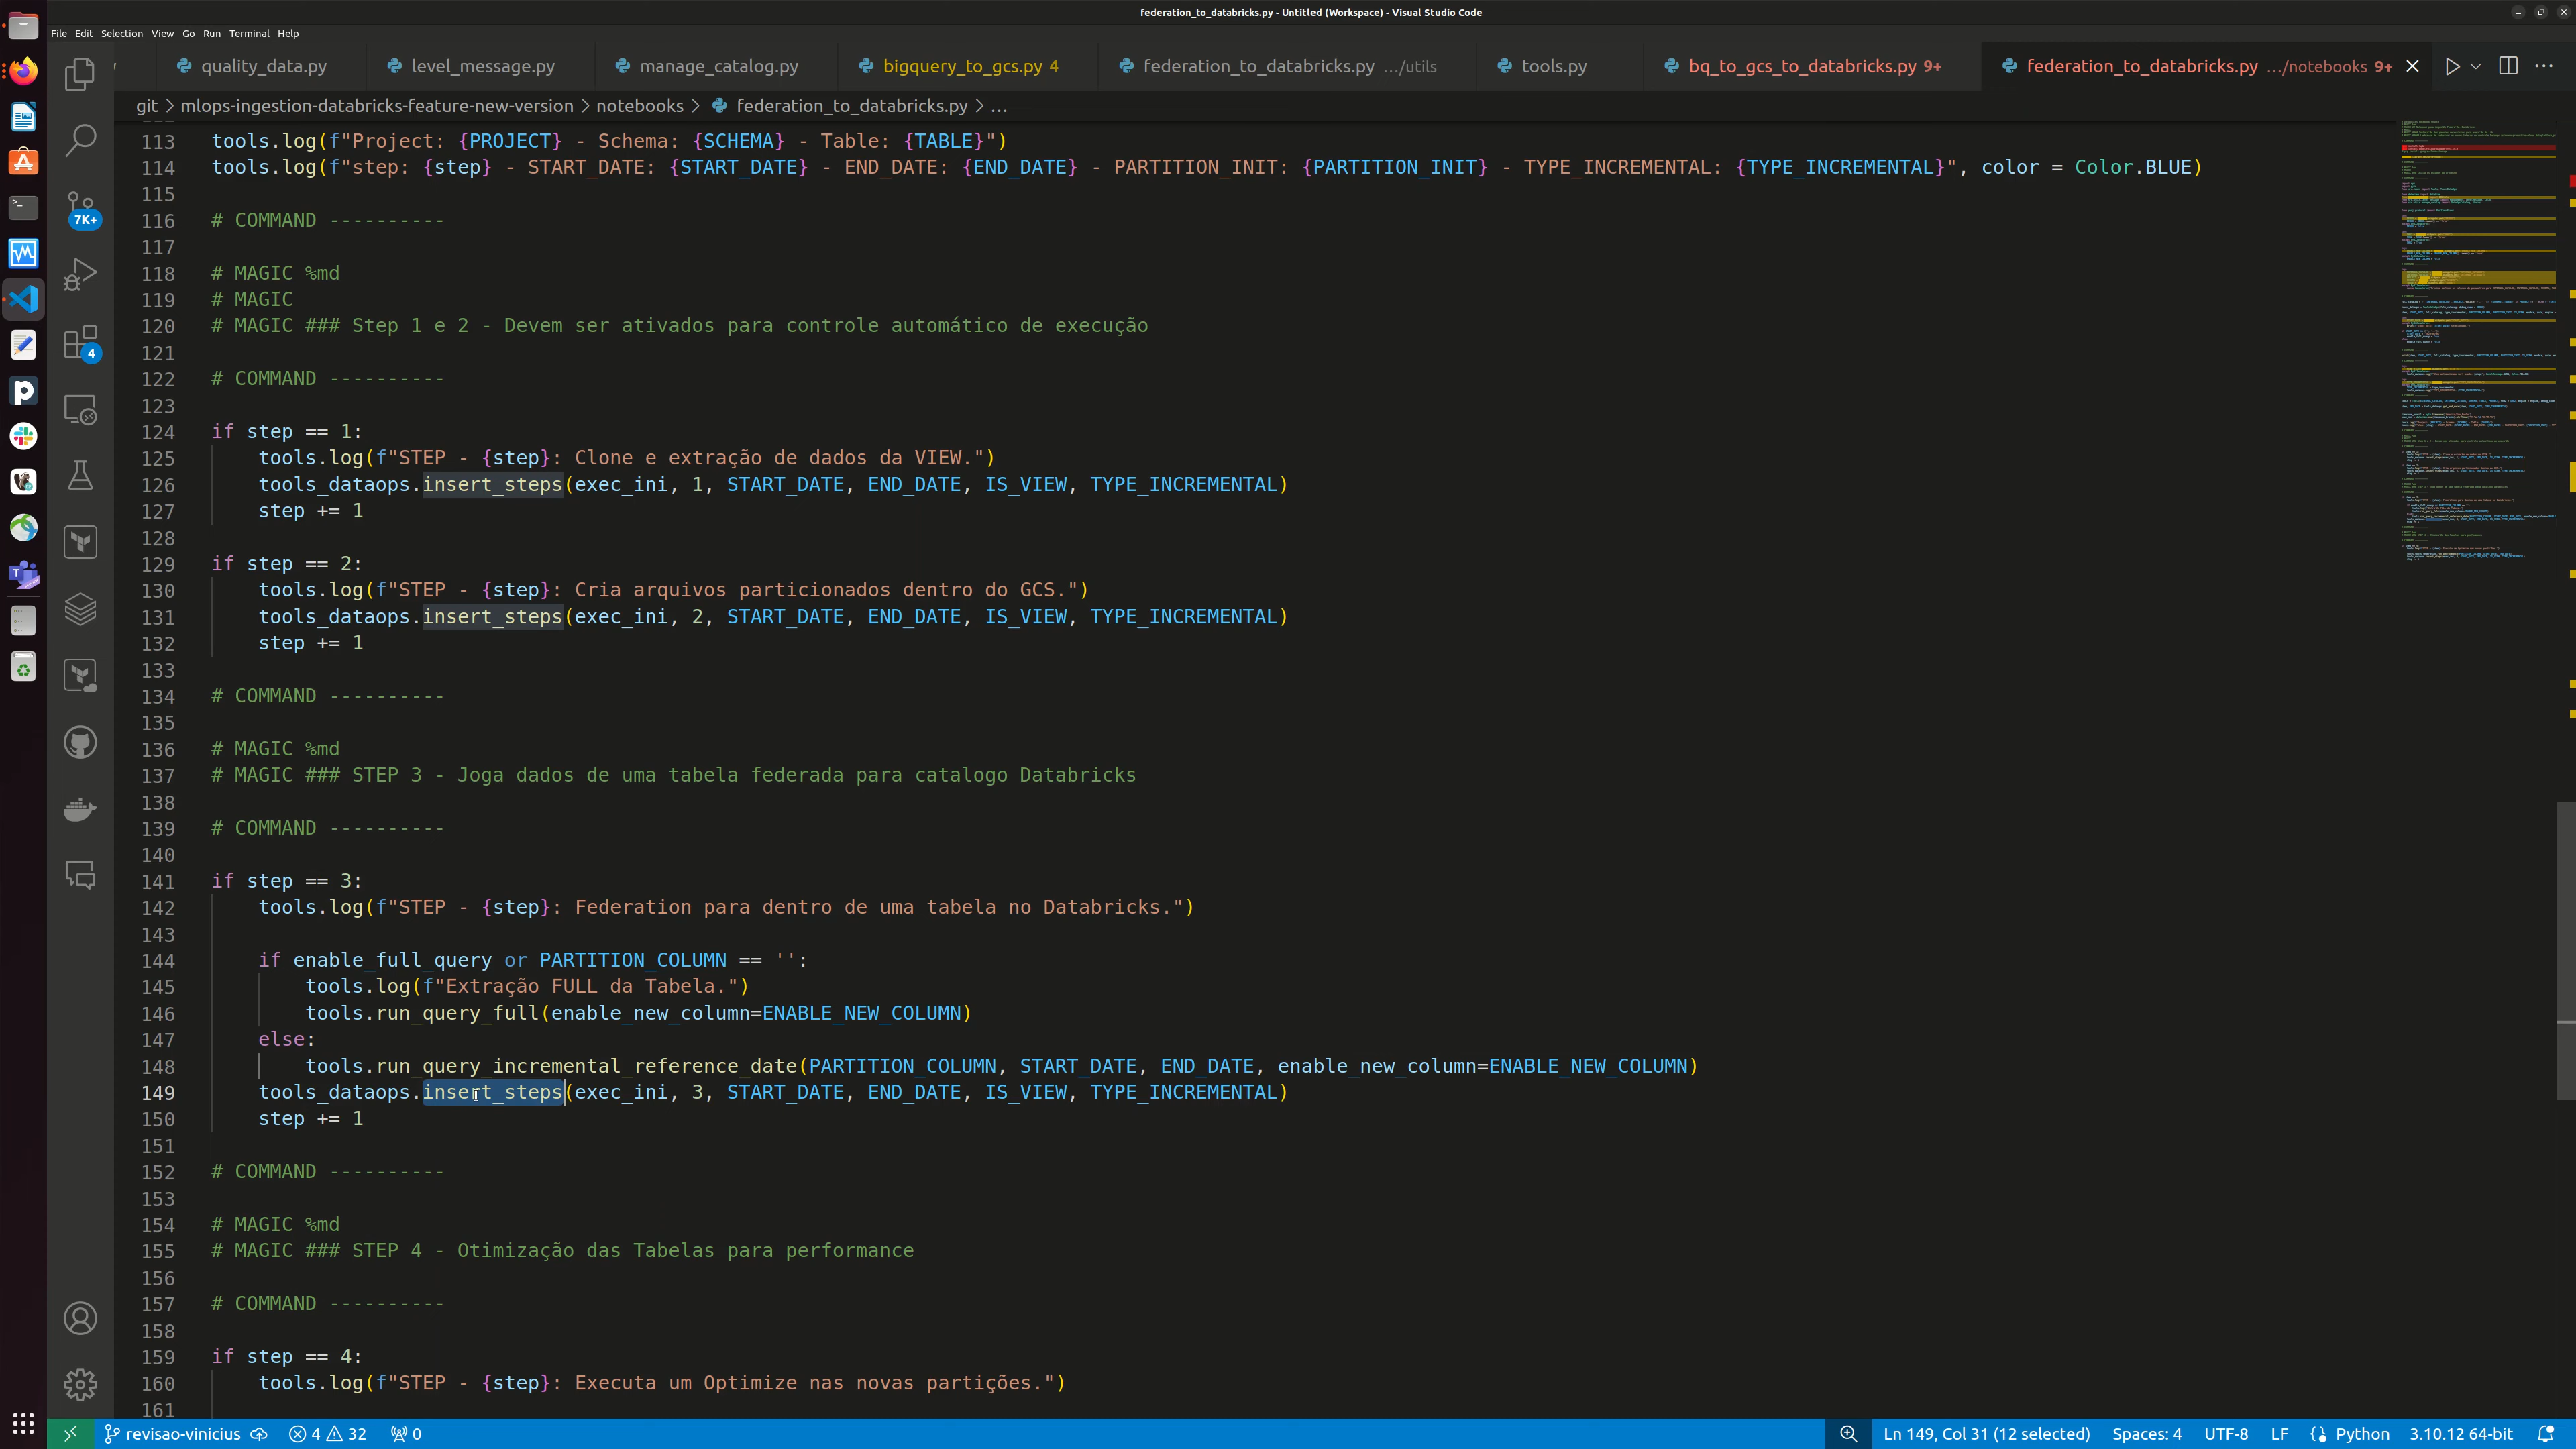 federation_to_databricks.py - Untitled (Workspace) - Visual Studio Code
File Edit Selection View Go Run Terminal Help
quality_data.py level_message.py manage_catalog.py bigquery_to_gcs.py 4 federation_to_databricks.py .../utils tools.py bq_to_gcs_to_databricks.py 9+ federation_to_databricks.py .../notebooks 9+
git > mlops-ingestion-databricks-feature-new-version > notebooks > federation_to_databricks.py > ...
113 tools.log(f"Project: {PROJECT} - Schema: {SCHEMA} - Table: {TABLE}")
114 tools.log(f"step: {step} - START_DATE: {START_DATE} - END_DATE: {END_DATE} - PARTITION_INIT: {PARTITION_INIT} - TYPE_INCREMENTAL: {TYPE_INCREMENTAL}", color = Color.BLUE)
115
116 # COMMAND ----------
117
118 # MAGIC %md
119 # MAGIC
120 # MAGIC ### Step 1 e 2 - Devem ser ativados para controle automático de execução
121
122 # COMMAND ----------
123
124 if step == 1:
125     tools.log(f"STEP - {step}: Clone e extração de dados da VIEW.")
126     tools_dataops.insert_steps(exec_ini, 1, START_DATE, END_DATE, IS_VIEW, TYPE_INCREMENTAL)
127     step += 1
128
129 if step == 2:
130     tools.log(f"STEP - {step}: Cria arquivos particionados dentro do GCS.")
131     tools_dataops.insert_steps(exec_ini, 2, START_DATE, END_DATE, IS_VIEW, TYPE_INCREMENTAL)
132     step += 1
133
134 # COMMAND ----------
135
136 # MAGIC %md
137 # MAGIC ### STEP 3 - Joga dados de uma tabela federada para catalogo Databricks
138
139 # COMMAND ----------
140
141 if step == 3:
142     tools.log(f"STEP - {step}: Federation para dentro de uma tabela no Databricks.")
143
144     if enable_full_query or PARTITION_COLUMN == '':
145         tools.log(f"Extração FULL da Tabela.")
146         tools.run_query_full(enable_new_column=ENABLE_NEW_COLUMN)
147     else:
148         tools.run_query_incremental_reference_date(PARTITION_COLUMN, START_DATE, END_DATE, enable_new_column=ENABLE_NEW_COLUMN)
149     tools_dataops.insert_steps(exec_ini, 3, START_DATE, END_DATE, IS_VIEW, TYPE_INCREMENTAL)
150     step += 1
151
152 # COMMAND ----------
153
154 # MAGIC %md
155 # MAGIC ### STEP 4 - Otimização das Tabelas para performance
156
157 # COMMAND ----------
158
159 if step == 4:
160     tools.log(f"STEP - {step}: Executa um Optimize nas novas partições.")
161
7K+
4
revisao-vinicius 4 32 0 Ln 149, Col 31 (12 selected) Spaces: 4 UTF-8 LF Python 3.10.12 64-bit